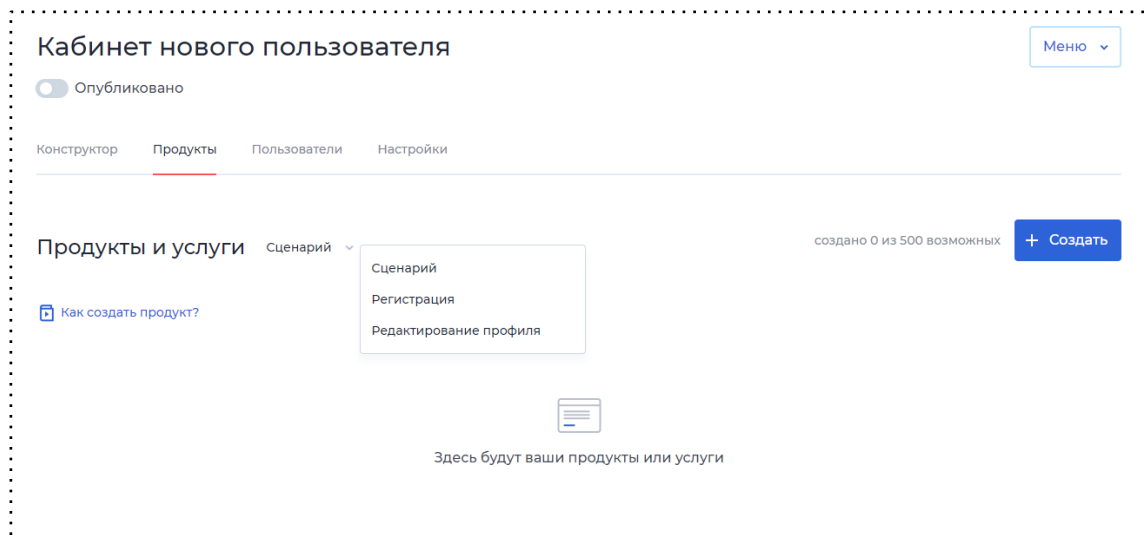 Кабинет нового пользователя
Меню
Опубликовано
Конструктор Продукты Пользователи Настройки
Продукты и услуги Сценарий
создано 0 из 500 возможных + Создать
Сценарий
Регистрация
Редактирование профиля
Как создать продукт?
Здесь будут ваши продукты или услуги